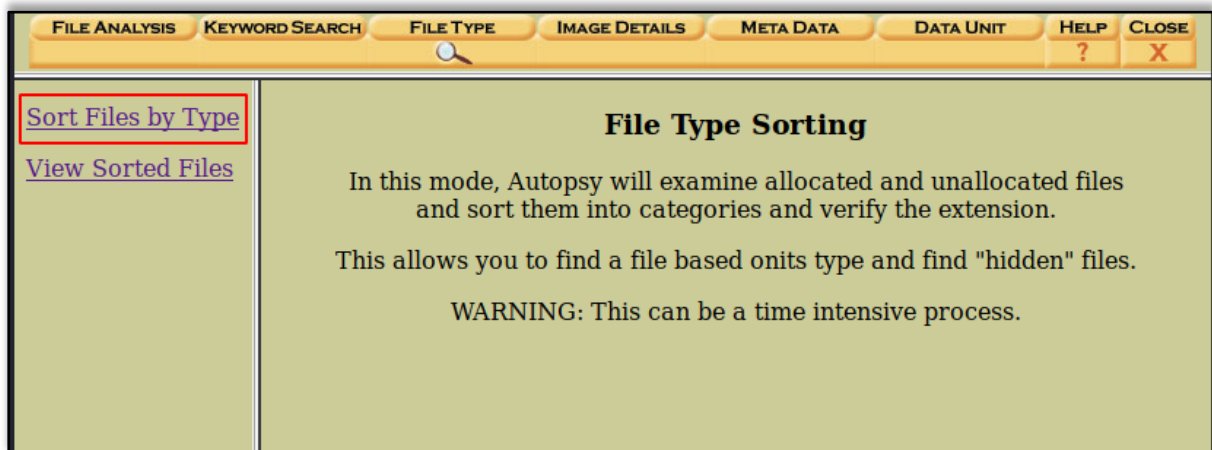 FILE ANALYSIS KEYWORD SEARCH FILE TYPE IMAGE DETAILS META DATA DATA UNIT HELP CLOSE
? X
Sort Files by Type
View Sorted Files
File Type Sorting
In this mode, Autopsy will examine allocated and unallocated files
and sort them into categories and verify the extension.
This allows you to find a file based onits type and find "hidden" files.
WARNING: This can be a time intensive process.